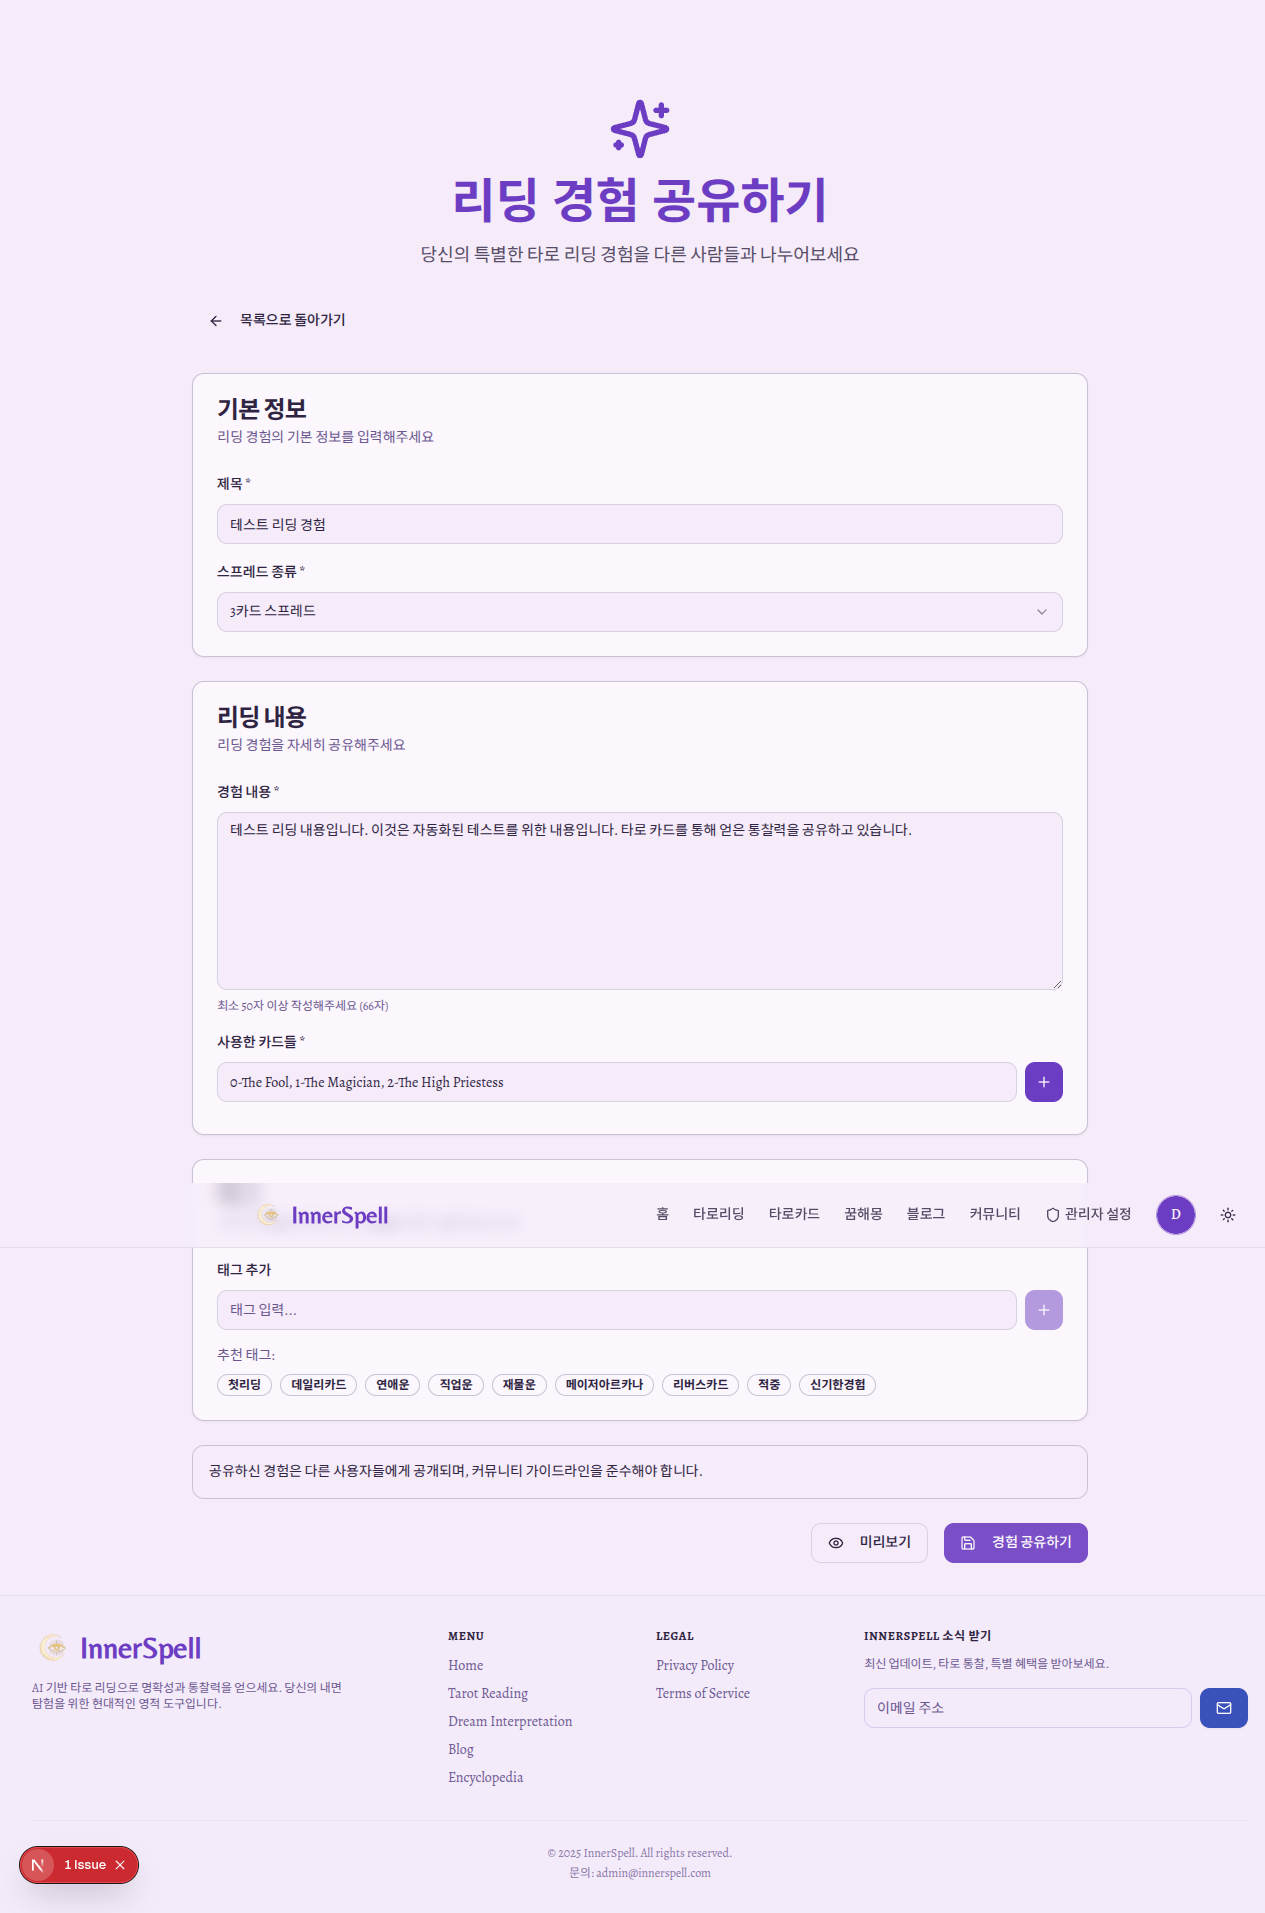 리딩 경험 공유하기
당신의 특별한 타로 리딩 경험을 다른 사람들과 나누어보세요
목록으로 돌아가기
기본 정보
리딩 경험의 기본 정보를 입력해주세요
제목 *
테스트 리딩 경험
스프레드 종류 *
3카드 스프레드
리딩 내용
리딩 경험을 자세히 공유해주세요
경험 내용 *
테스트 리딩 내용입니다. 이것은 자동화된 테스트를 위한 내용입니다. 타로 카드를 통해 얻은 통찰력을 공유하고 있습니다.
최소 50자 이상 작성해주세요 (66자)
사용한 카드들 *
0-The Fool, 1-The Magician, 2-The High Priestess
InnerSpell 홈 타로리딩 타로카드 꿈해몽 블로그 커뮤니티 관리자 설정 D
태그 추가
태그 입력...
추천 태그:
첫리딩 데일리카드 연애운 직업운 재물운 메이저아르카나 리버스카드 적중 신기한경험
공유하신 경험은 다른 사용자들에게 공개되며, 커뮤니티 가이드라인을 준수해야 합니다.
미리보기 경험 공유하기
InnerSpell
AI 기반 타로 리딩으로 명확성과 통찰력을 얻으세요. 당신의 내면
탐험을 위한 현대적인 영적 도구입니다.
MENU
Home
Tarot Reading
Dream Interpretation
Blog
Encyclopedia
LEGAL
Privacy Policy
Terms of Service
INNERSPELL 소식 받기
최신 업데이트, 타로 통찰, 특별 혜택을 받아보세요.
이메일 주소
© 2025 InnerSpell. All rights reserved.
문의: admin@innerspell.com
1 Issue